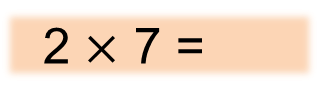 2 × 7 =